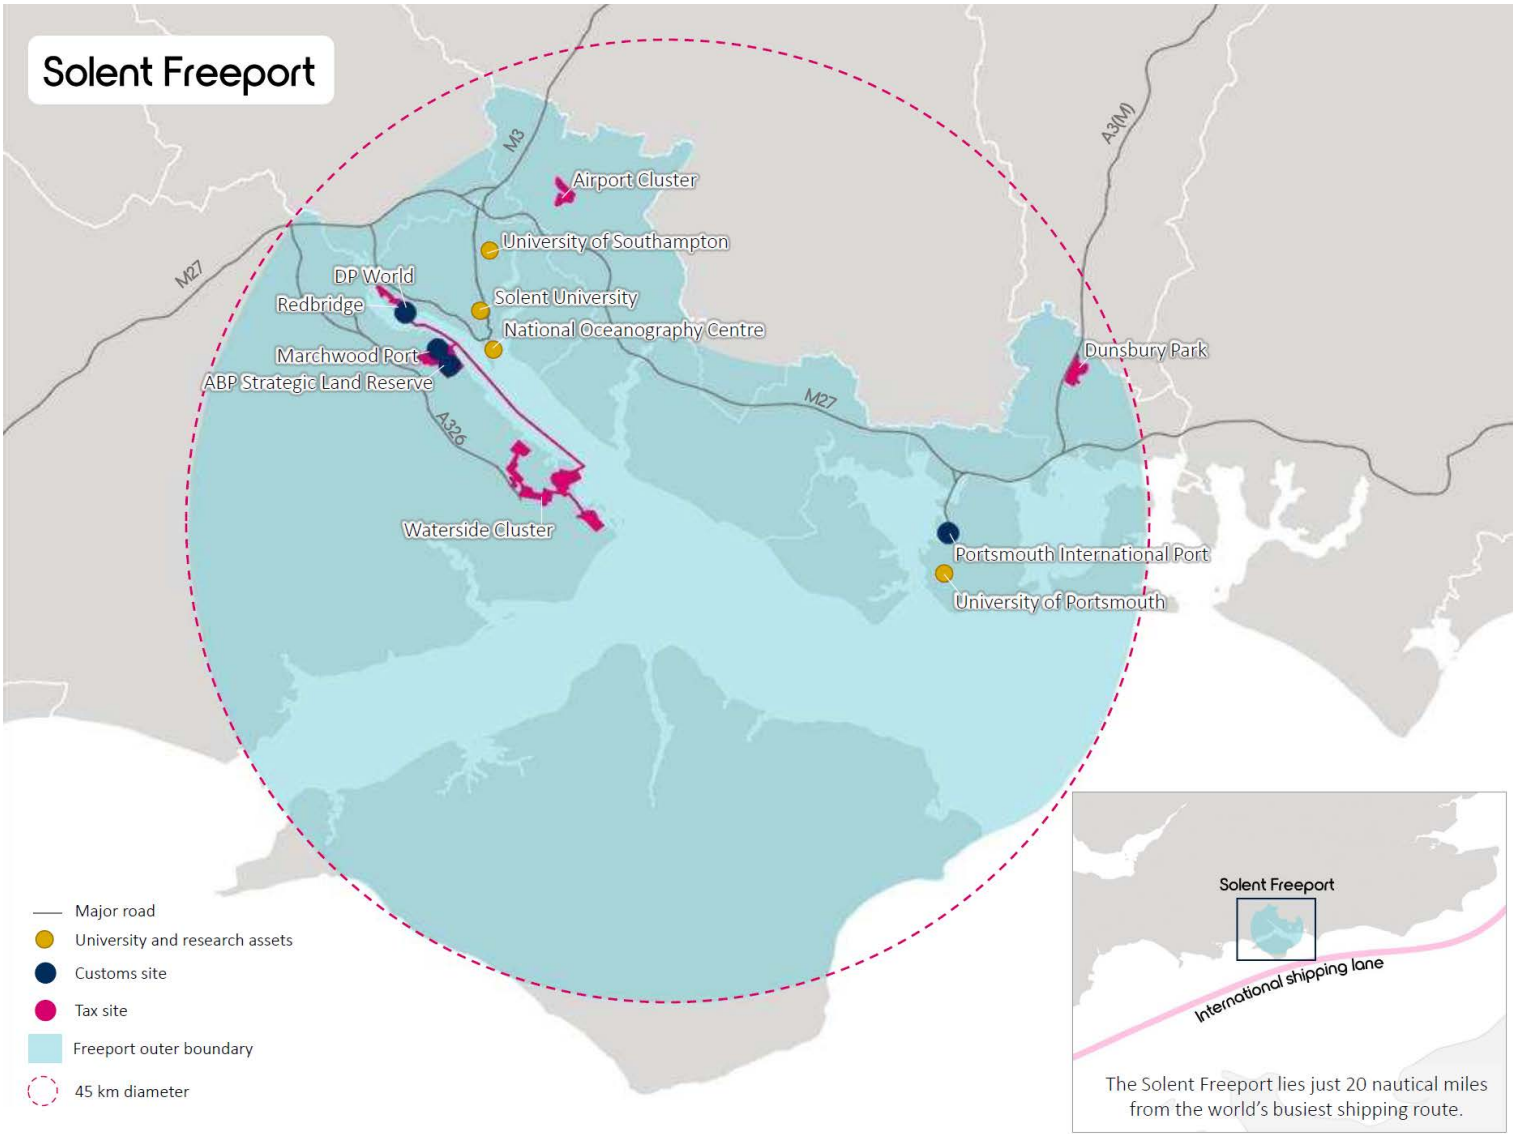 Solent Freeport
M3
A3(M)
Airport Cluster
University of Southampton
M27
DP World
Redbridge
Solent University
National Oceanography Centre
Marchwood Port
ABP Strategic Land Reserve
Dunsbury Park
M27
A326
Waterside Cluster
Portsmouth International Port
University of Portsmouth
Major road
University and research assets
Customs site
Tax site
Freeport outer boundary
45 km diameter
Solent Freeport
International shipping lane
The Solent Freeport lies just 20 nautical miles
from the world's busiest shipping route.